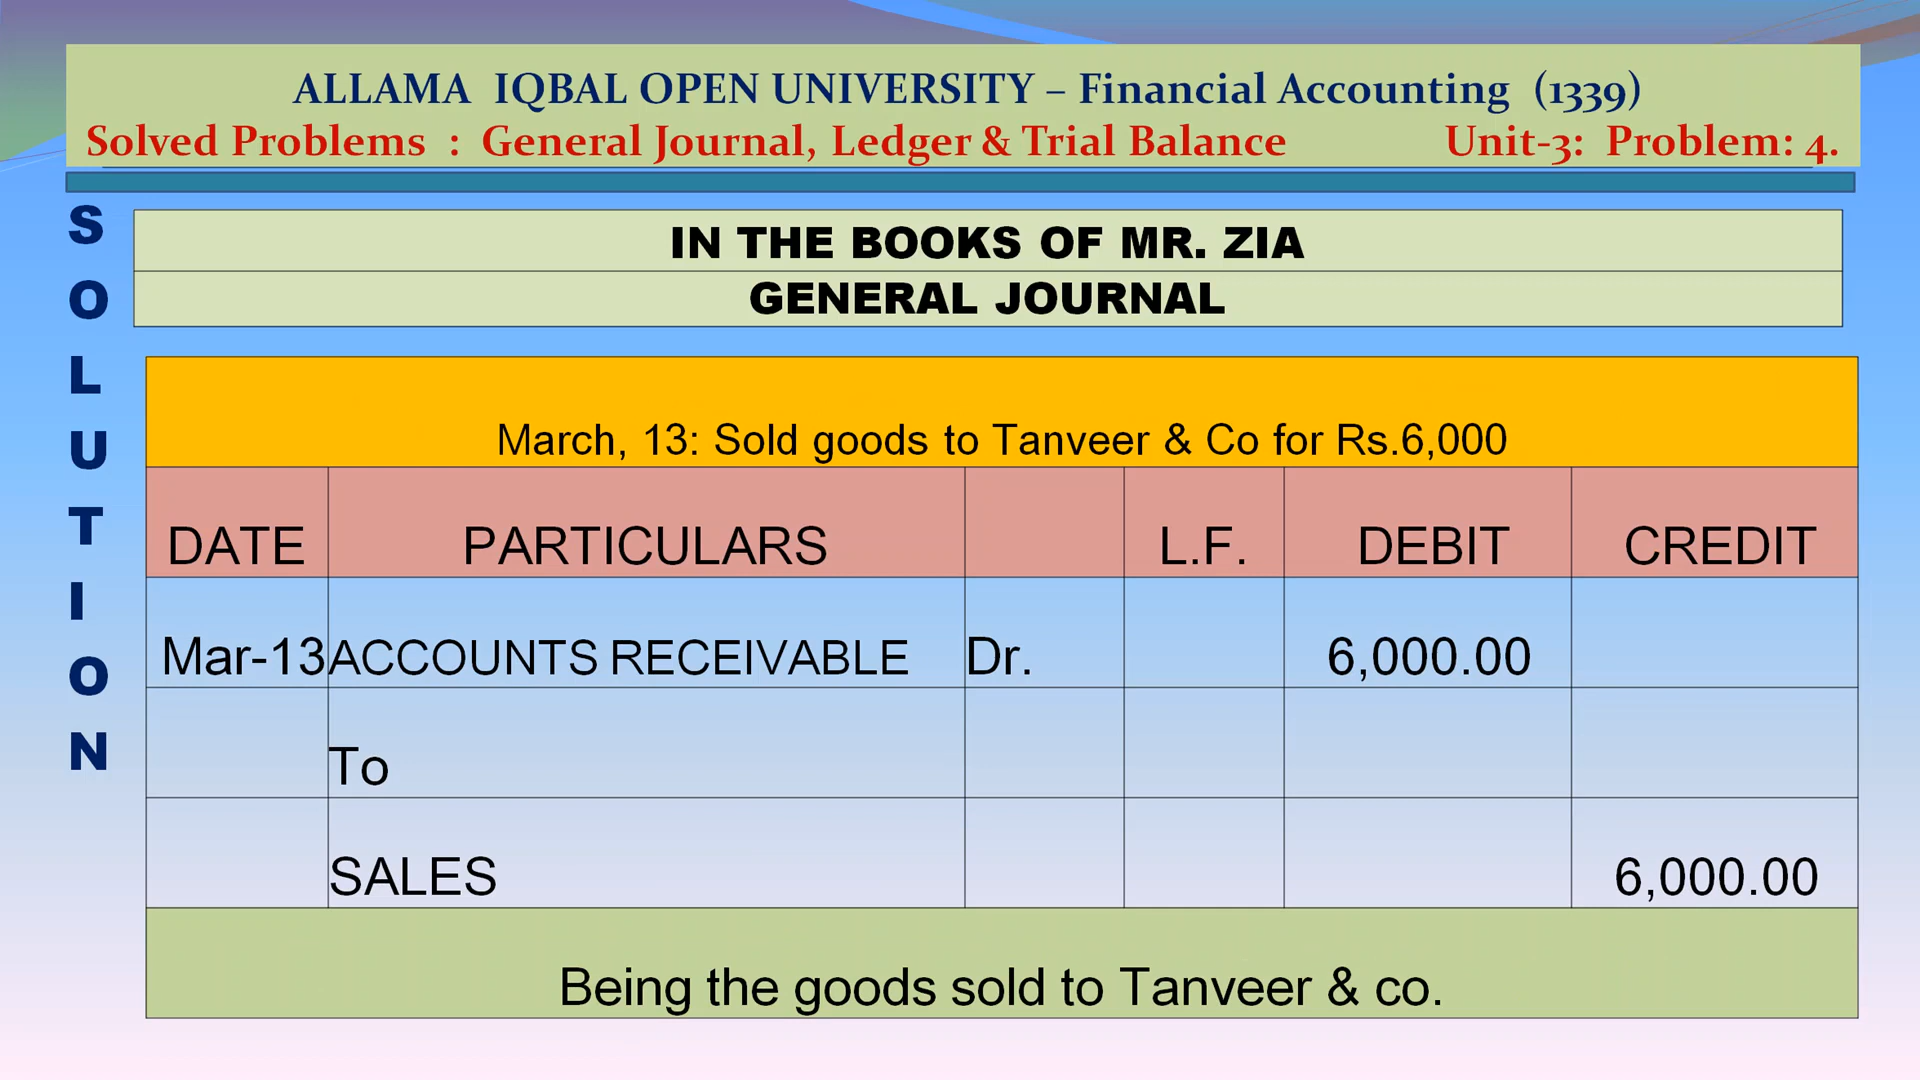 ALLAMA IQBAL OPEN UNIVERSITY – Financial Accounting (1339)
Solved Problems : General Journal, Ledger & Trial Balance Unit-3: Problem: 4.
SOLUTION
IN THE BOOKS OF MR. ZIA
GENERAL JOURNAL
March, 13: Sold goods to Tanveer & Co for Rs.6,000
DATE PARTICULARS L.F. DEBIT CREDIT
Mar-13 ACCOUNTS RECEIVABLE Dr. 6,000.00
To
SALES 6,000.00
Being the goods sold to Tanveer & co.